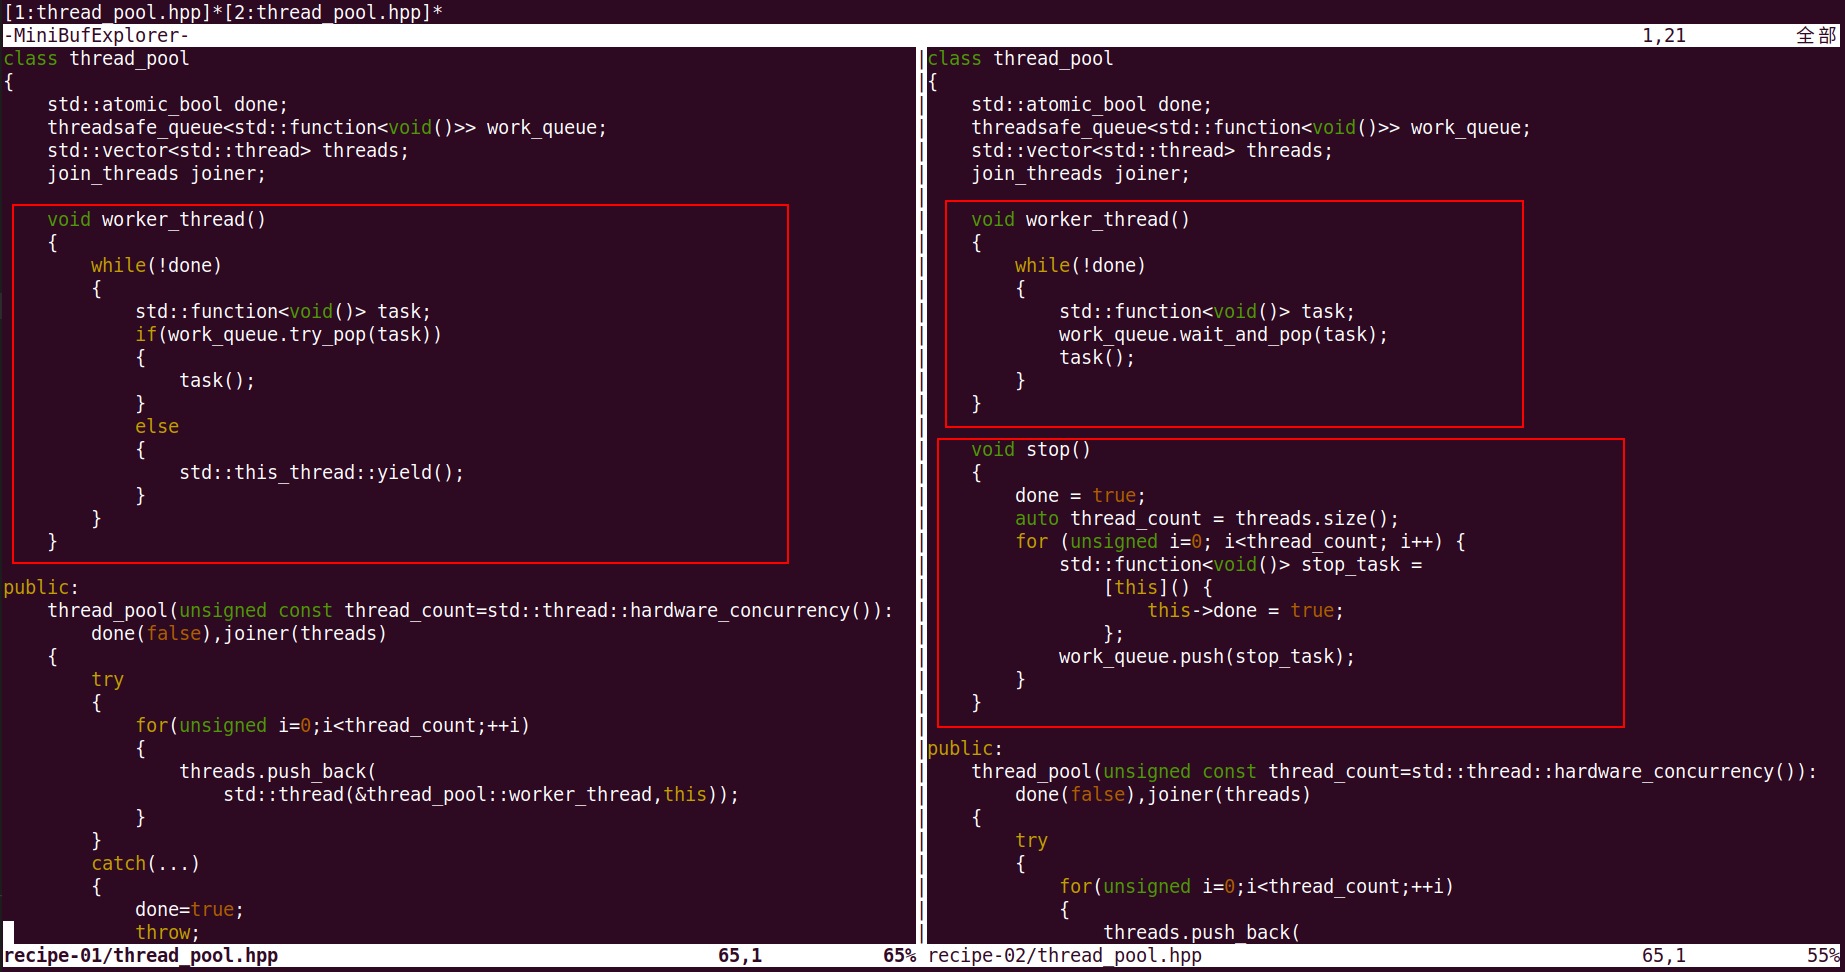 [1:thread_pool.hpp]*[2:thread_pool.hpp]*
-MiniBufExplorer- 1,21 全部
class thread_pool
{
    std::atomic_bool done;
    threadsafe_queue<std::function<void()>> work_queue;
    std::vector<std::thread> threads;
    join_threads joiner;
    void worker_thread()
    {
        while(!done)
        {
            std::function<void()> task;
            if(work_queue.try_pop(task))
            {
                task();
            }
            else
            {
                std::this_thread::yield();
            }
        }
    }
public:
    thread_pool(unsigned const thread_count=std::thread::hardware_concurrency()):
        done(false),joiner(threads)
    {
        try
        {
            for(unsigned i=0;i<thread_count;++i)
            {
                threads.push_back(
                    std::thread(&thread_pool::worker_thread,this));
            }
        }
        catch(...)
        {
            done=true;
            throw;
recipe-01/thread_pool.hpp 65,1 65%
class thread_pool
{
    std::atomic_bool done;
    threadsafe_queue<std::function<void()>> work_queue;
    std::vector<std::thread> threads;
    join_threads joiner;
    void worker_thread()
    {
        while(!done)
        {
            std::function<void()> task;
            work_queue.wait_and_pop(task);
            task();
        }
    }
    void stop()
    {
        done = true;
        auto thread_count = threads.size();
        for (unsigned i=0; i<thread_count; i++) {
            std::function<void()> stop_task =
                [this]() {
                    this->done = true;
                };
            work_queue.push(stop_task);
        }
    }
public:
    thread_pool(unsigned const thread_count=std::thread::hardware_concurrency()):
        done(false),joiner(threads)
    {
        try
        {
            for(unsigned i=0;i<thread_count;++i)
            {
                threads.push_back(
recipe-02/thread_pool.hpp 65,1 55%